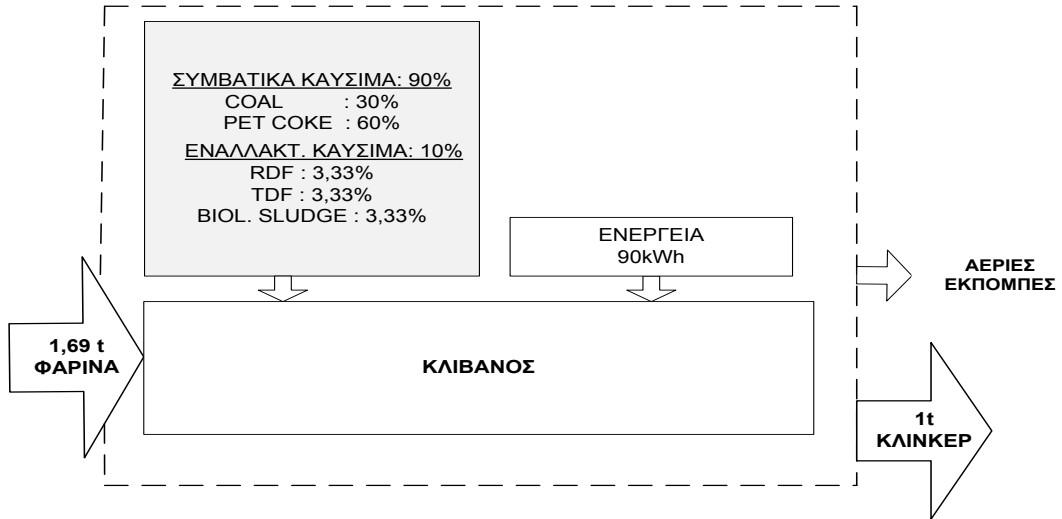 ΣΥΜΒΑΤΙΚΑ ΚΑΥΣΙΜΑ: 90%
COAL : 30%
PET COKE : 60%
ΕΝΑΛΛΑΚΤ. ΚΑΥΣΙΜΑ: 10%
RDF : 3,33%
TDF : 3,33%
BIOL. SLUDGE : 3,33%
ΕΝΕΡΓΕΙΑ
90kWh
ΑΕΡΙΕΣ
ΕΚΠΟΜΠΕΣ
1,69 t
ΦΑΡΙΝΑ
ΚΛΙΒΑΝΟΣ
1t
ΚΛΙΝΚΕΡ